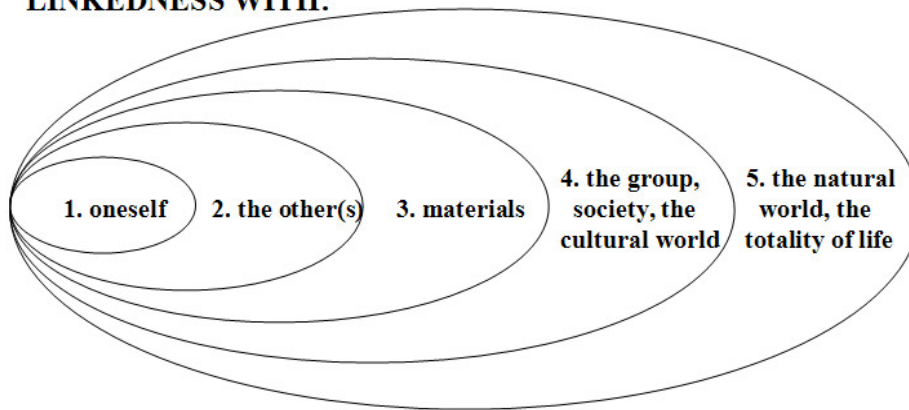 LINKEDNESS WITH:
1. oneself
2. the other(s)
3. materials
4. the group,
society, the
cultural world
5. the natural
world, the
totality of life